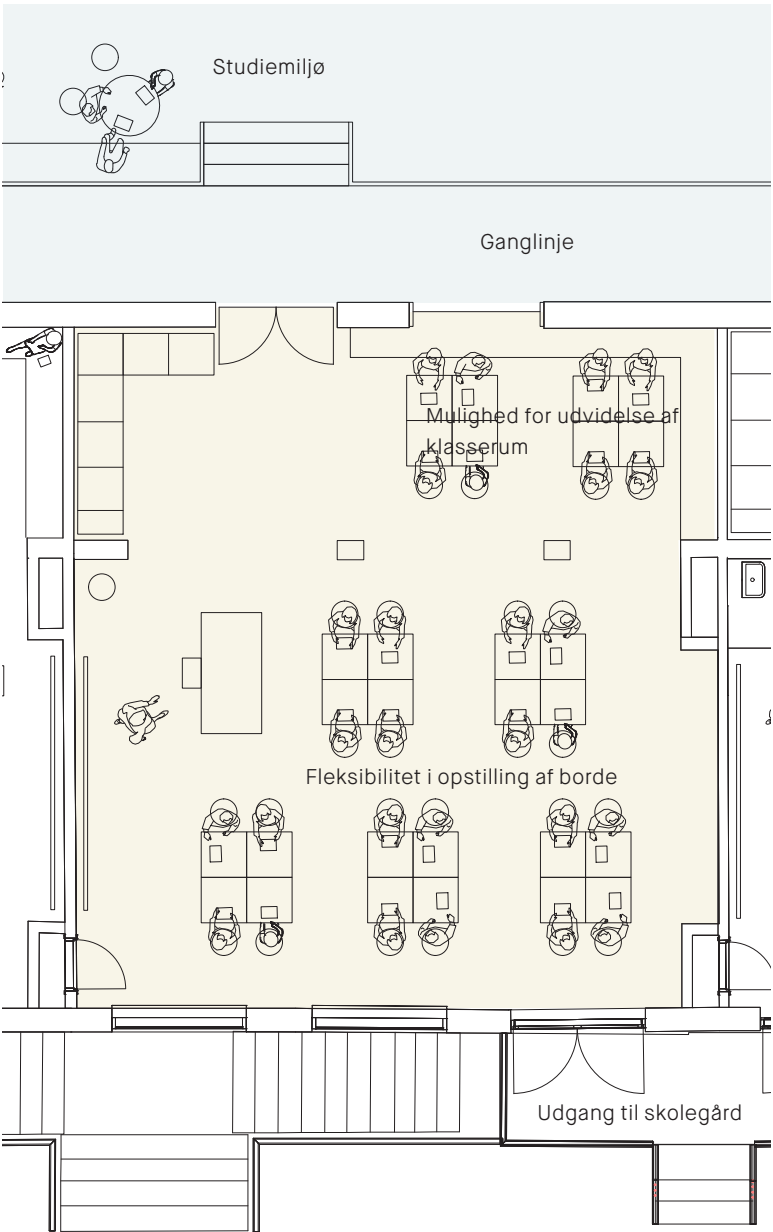 Studiemiljø
Ganglinje
Mulighed for udvidelse af
klasserum
Fleksibilitet i opstilling af borde
Udgang til skolegård